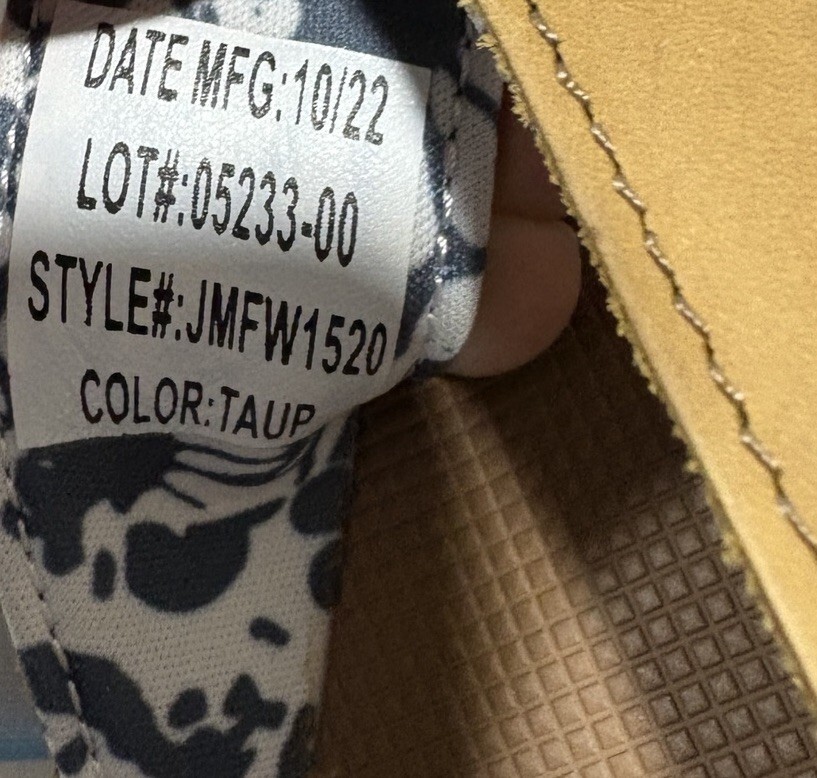 DATE MFG:10/22
LOT#:05233-00
STYLE#:JMFW1520
COLOR:TAUP